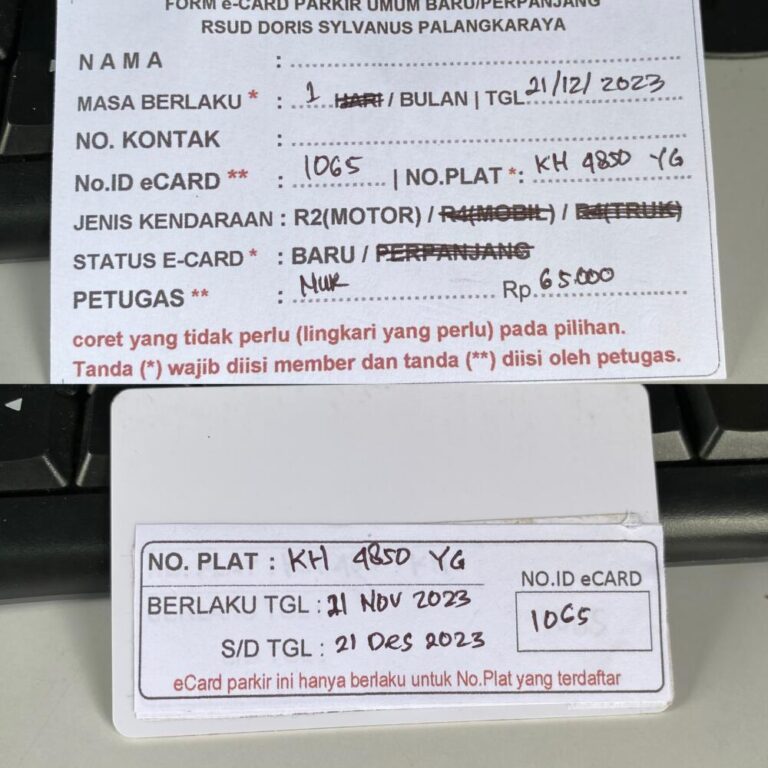 FORM e-CARD PARKIR UMUM BARU/PERPANJANG
RSUD DORIS SYLVANUS PALANGKARAYA
NAMA :
MASA BERLAKU * : 1 HARI / BULAN | TGL 21/12/2023
NO. KONTAK :
No.ID eCARD ** : 1065 | NO.PLAT *: KH 4850 YG
JENIS KENDARAAN : R2(MOTOR) / R4(MOBIL) / R4(TRUK)
STATUS E-CARD * : BARU / PERPANJANG
PETUGAS ** : MUR Rp 65.000
coret yang tidak perlu (lingkari yang perlu) pada pilihan.
Tanda (*) wajib diisi member dan tanda (**) diisi oleh petugas.
NO. PLAT : KH 4850 YG
BERLAKU TGL : 21 NOV 2023
S/D TGL : 21 Des 2023
NO.ID eCARD
1065
eCard parkir ini hanya berlaku untuk No.Plat yang terdaftar